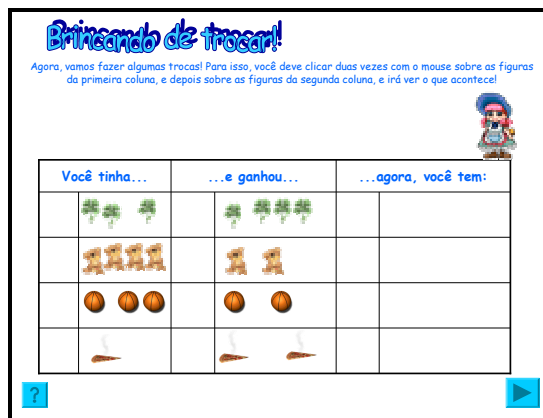 Brincando de trocar!
Agora, vamos fazer algumas trocas! Para isso, você deve clicar duas vezes com o mouse sobre as figuras
da primeira coluna, e depois sobre as figuras da segunda coluna, e irá ver o que acontece!
Você tinha... ...e ganhou... ...agora, você tem:
?